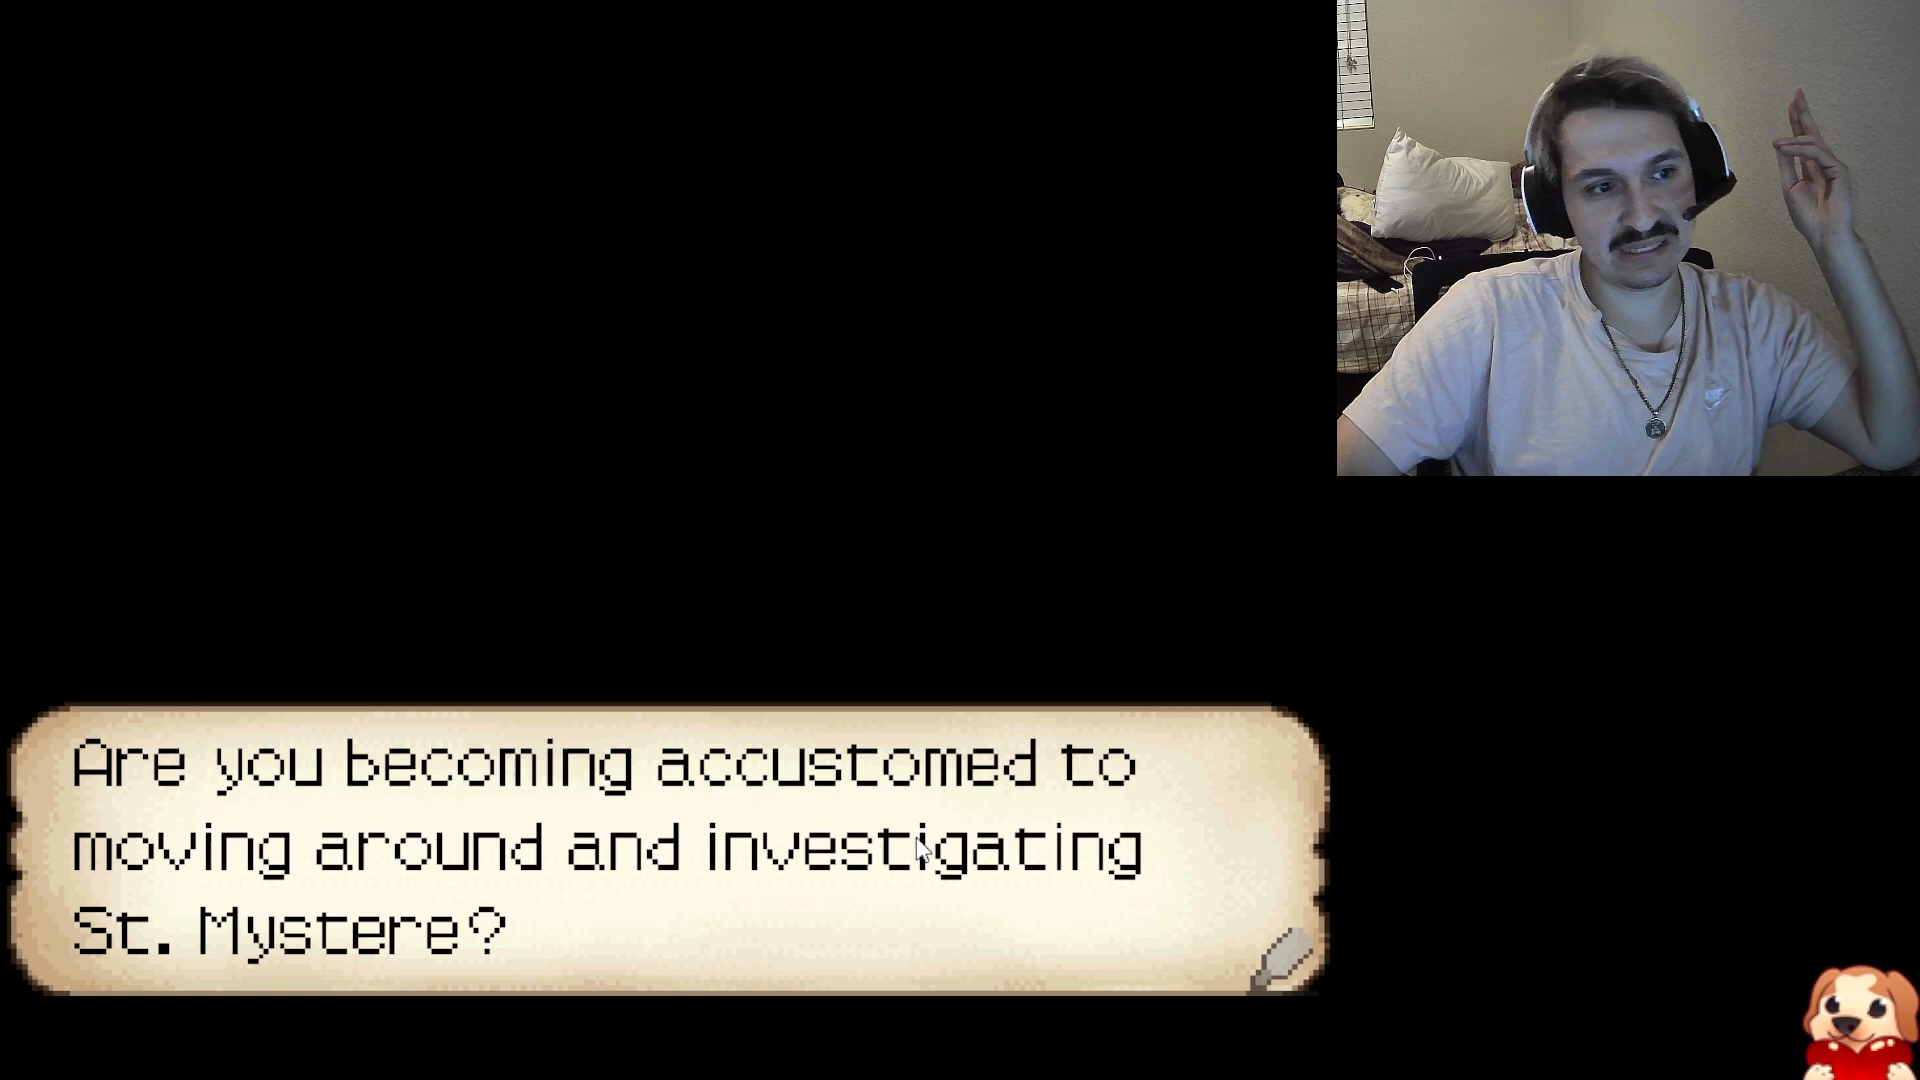 Are you becoming accustomed to
moving around and investigating
St. Mystere?